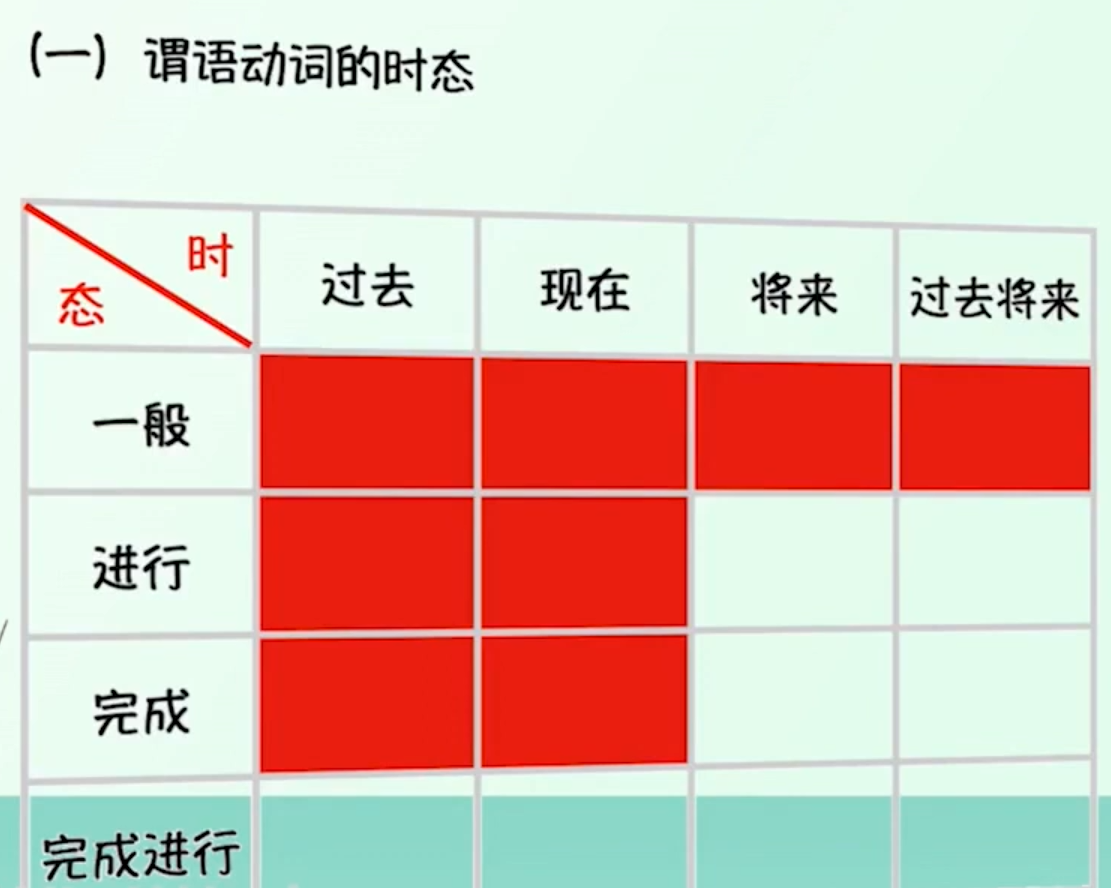 (一) 谓语动词的时态
时
态
过去 现在 将来 过去将来
一般
进行
完成
完成进行